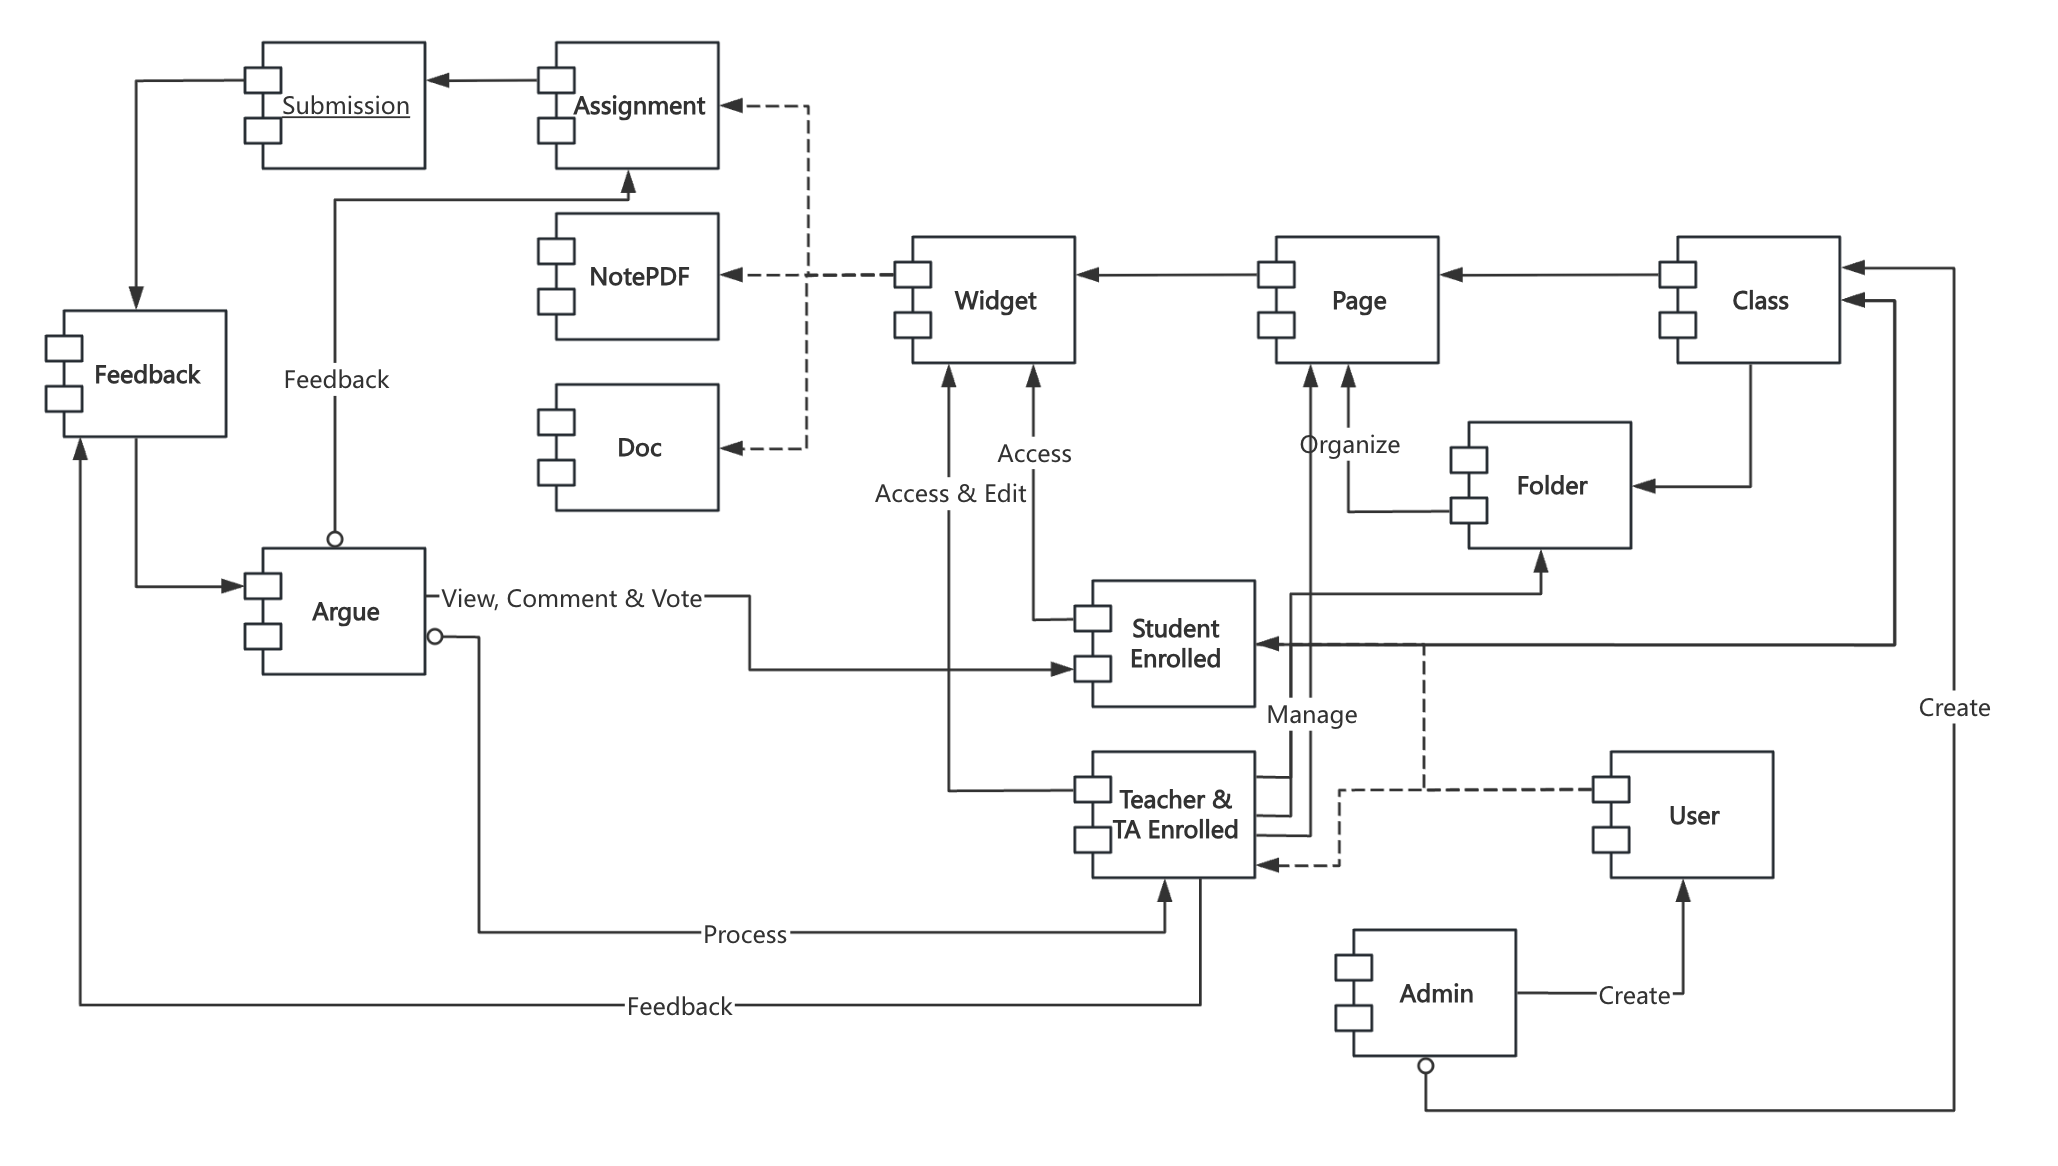 Submission
Assignment
NotePDF
Widget
Page
Class
Feedback
Feedback
Doc
Organize
Access
Folder
Access & Edit
View, Comment & Vote
Argue
Student
Enrolled
Manage
Create
Teacher &
TA Enrolled
User
Process
Admin
Create
Feedback